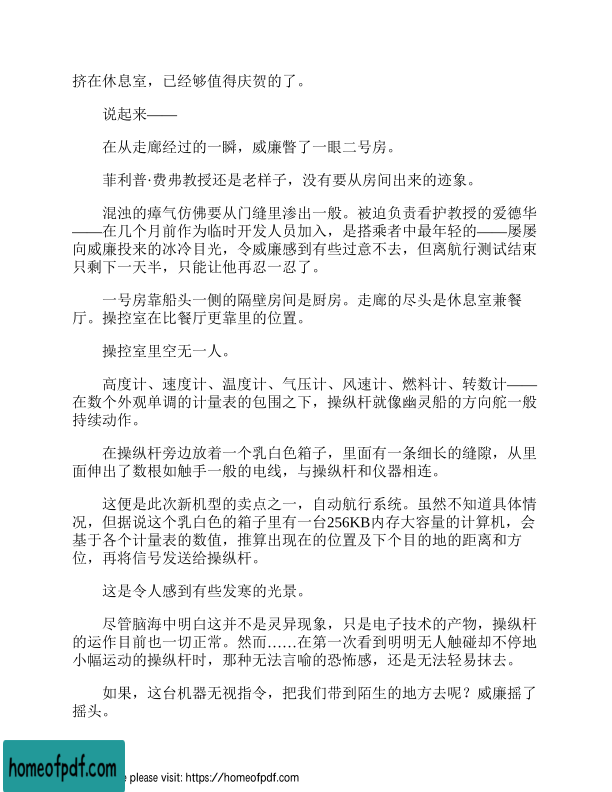 挤在休息室，已经够值得庆贺的了。
说起来——
在从走廊经过的一瞬，威廉瞥了一眼二号房。
菲利普·费弗教授还是老样子，没有要从房间出来的迹象。
混浊的瘴气仿佛要从门缝里渗出一般。被迫负责看护教授的爱德华
——在几个月前作为临时开发人员加入，是搭乘者中最年轻的——屡屡
向威廉投来的冰冷目光，令威廉感到有些过意不去，但离航行测试结束
只剩下一天半，只能让他再忍一忍了。
一号房靠船头一侧的隔壁房间是厨房。走廊的尽头是休息室兼餐
厅。操控室在比餐厅更靠里的位置。
操控室里空无一人。
高度计、速度计、温度计、气压计、风速计、燃料计、转数计——
在数个外观单调的计量表的包围之下，操纵杆就像幽灵船的方向舵一般
持续动作。
在操纵杆旁边放着一个乳白色箱子，里面有一条细长的缝隙，从里
面伸出了数根如触手一般的电线，与操纵杆和仪器相连。
这便是此次新机型的卖点之一，自动航行系统。虽然不知道具体情
况，但据说这个乳白色的箱子里有一台256KB内存大容量的计算机，会
基于各个计量表的数值，推算出现在的位置及下个目的地的距离和方
位，再将信号发送给操纵杆。
这是令人感到有些发寒的光景。
尽管脑海中明白这并不是灵异现象，只是电子技术的产物，操纵杆
的运作目前也一切正常。然而……在第一次看到明明无人触碰却不停地
小幅运动的操纵杆时，那种无法言喻的恐怖感，还是无法轻易抹去。
如果，这台机器无视指令，把我们带到陌生的地方去呢？威廉摇了
摇头。
homeofpdf.com
e please visit: https://homeofpdf.com